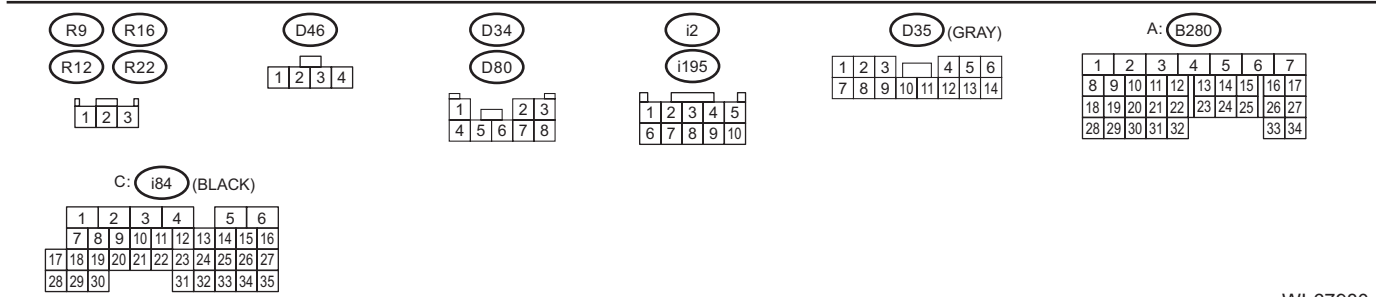 R9 R16 D46 D34 i2 D35 (GRAY) A: B280
R12 R22 D80 i195
1 2 3
1 2 3 4
1 2 3
4 5 6 7 8
1 2 3 4 5
6 7 8 9 10
1 2 3 4 5 6
7 8 9 10 11 12 13 14
1 2 3 4 5 6 7
8 9 10 11 12 13 14 15 16 17
18 19 20 21 22 23 24 25 26 27
28 29 30 31 32 33 34
C: i84 (BLACK)
1 2 3 4 5 6
7 8 9 10 11 12 13 14 15 16
17 18 19 20 21 22 23 24 25 26 27
28 29 30 31 32 33 34 35